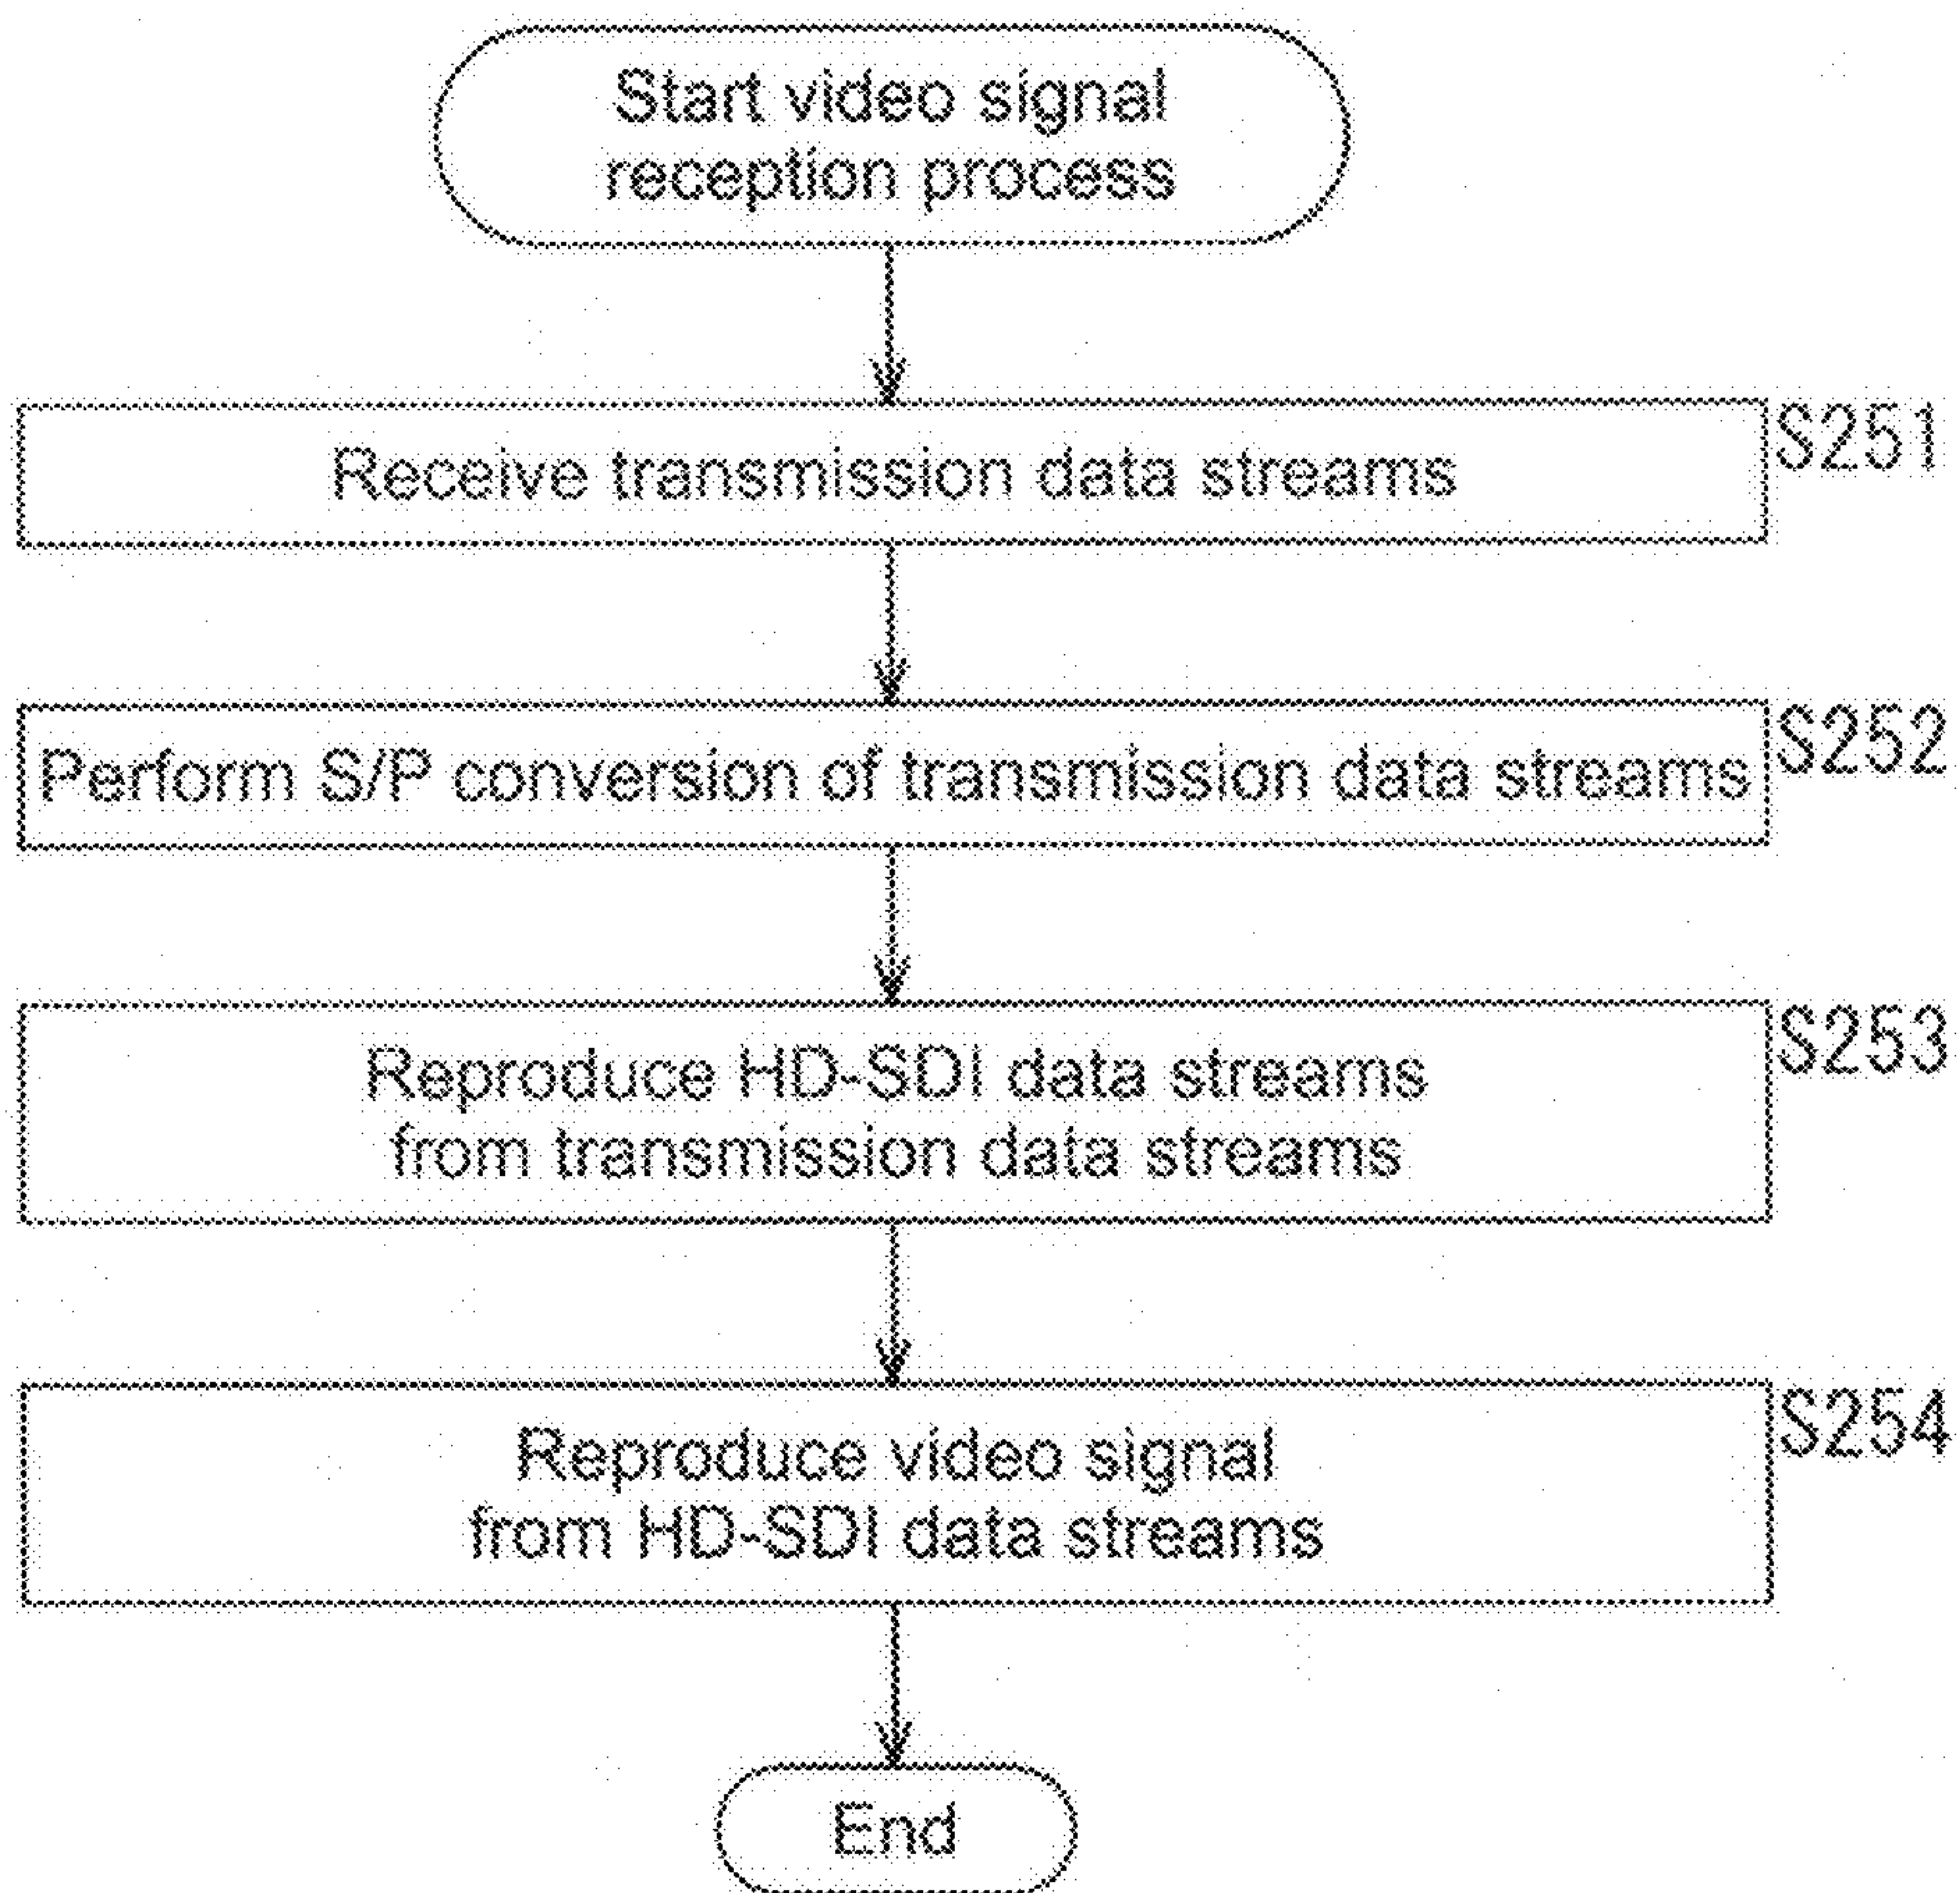 Start video signal
reception process
Receive transmission data streams
S251
Perform S/P conversion of transmission data streams
S252
Reproduce HD-SDI data streams
from transmission data streams
S253
Reproduce video signal
from HD-SDI data streams
S254
End